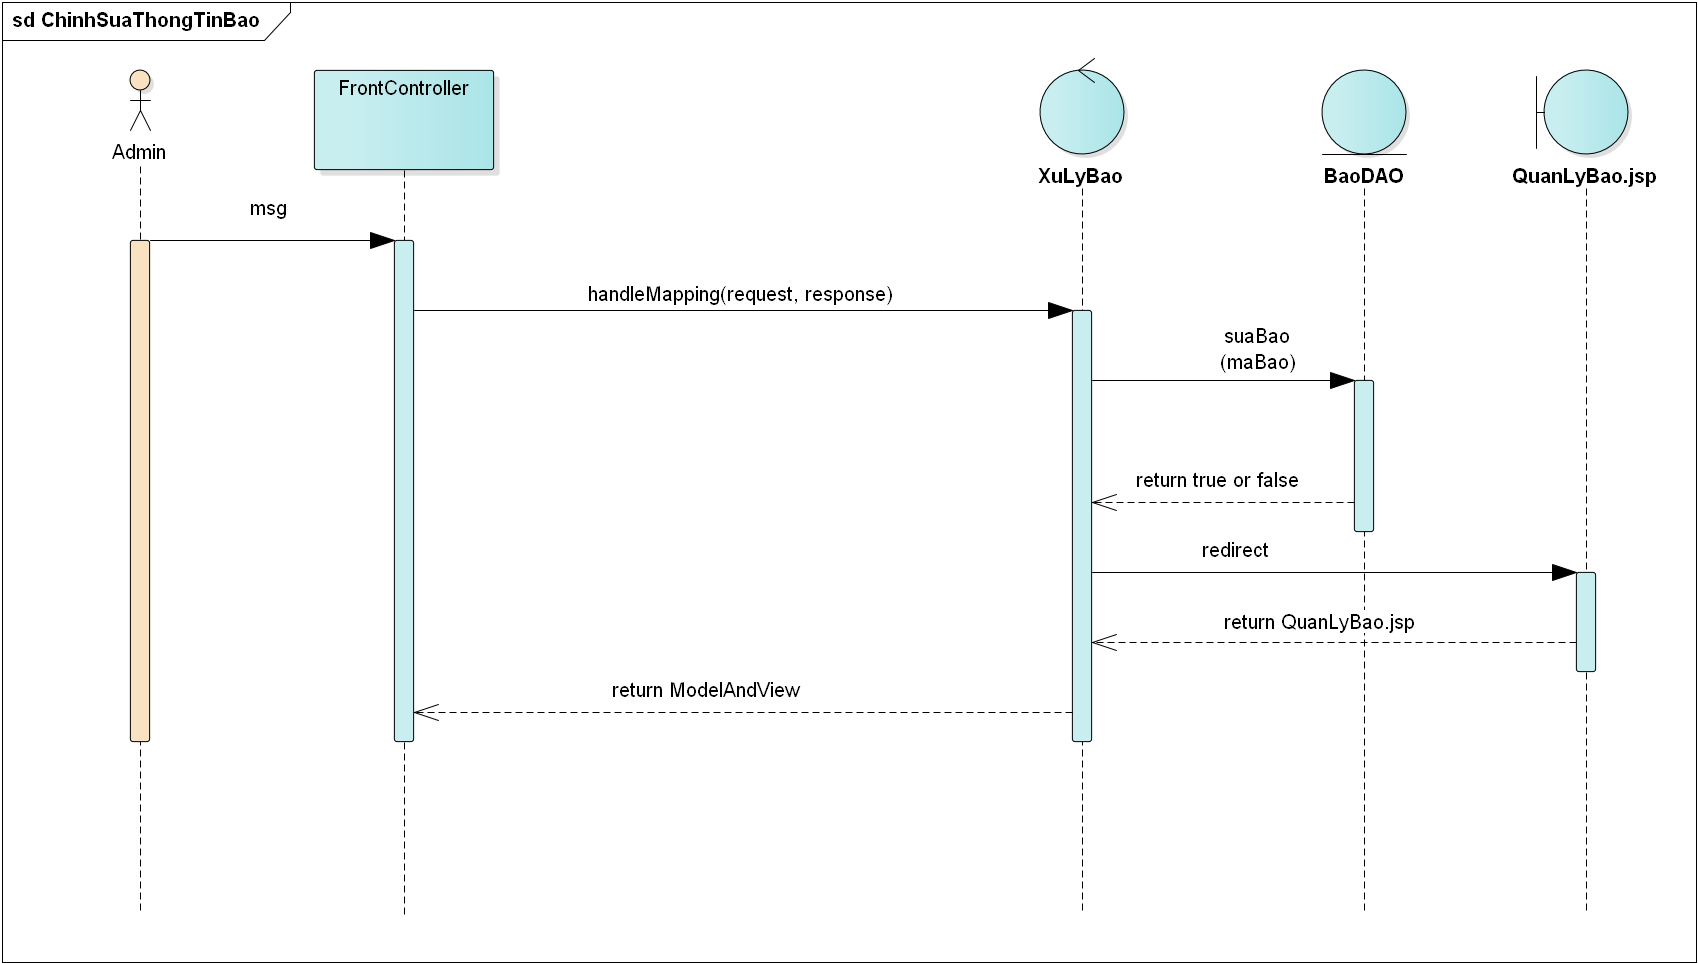 sd ChinhSuaThongTinBao
Admin
FrontController
XuLyBao
BaoDAO
QuanLyBao.jsp
msg
handleMapping(request, response)
suaBao
(maBao)
return true or false
redirect
return QuanLyBao.jsp
return ModelAndView